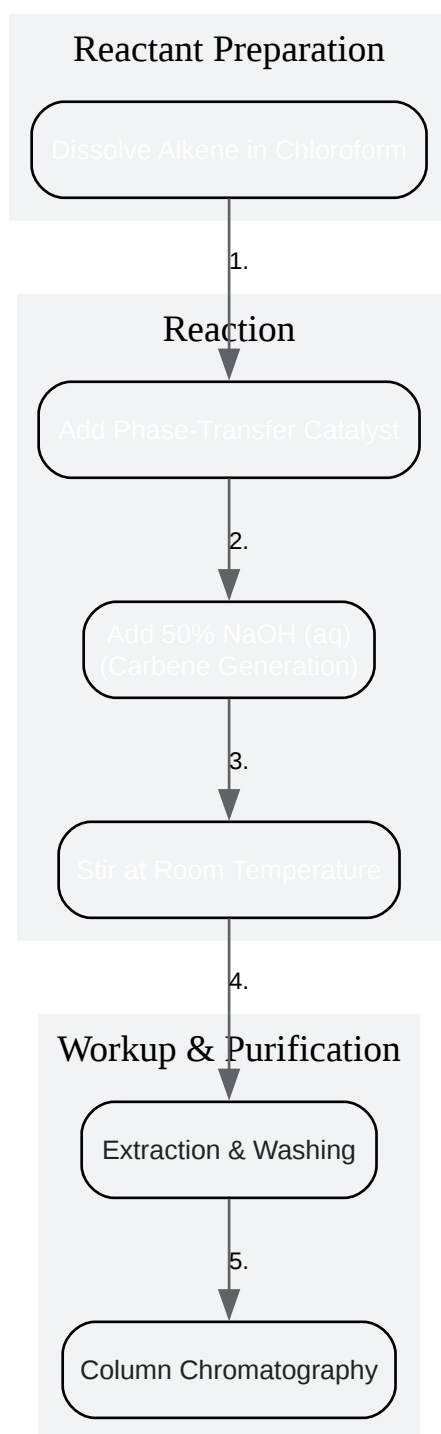 Reactant Preparation
Dissolve Alkene in Chloroform
1.
Reaction
Add Phase-Transfer Catalyst
2.
Add 50% NaOH (aq)
(Carbene Generation)
3.
Stir at Room Temperature
4.
Workup & Purification
Extraction & Washing
5.
Column Chromatography